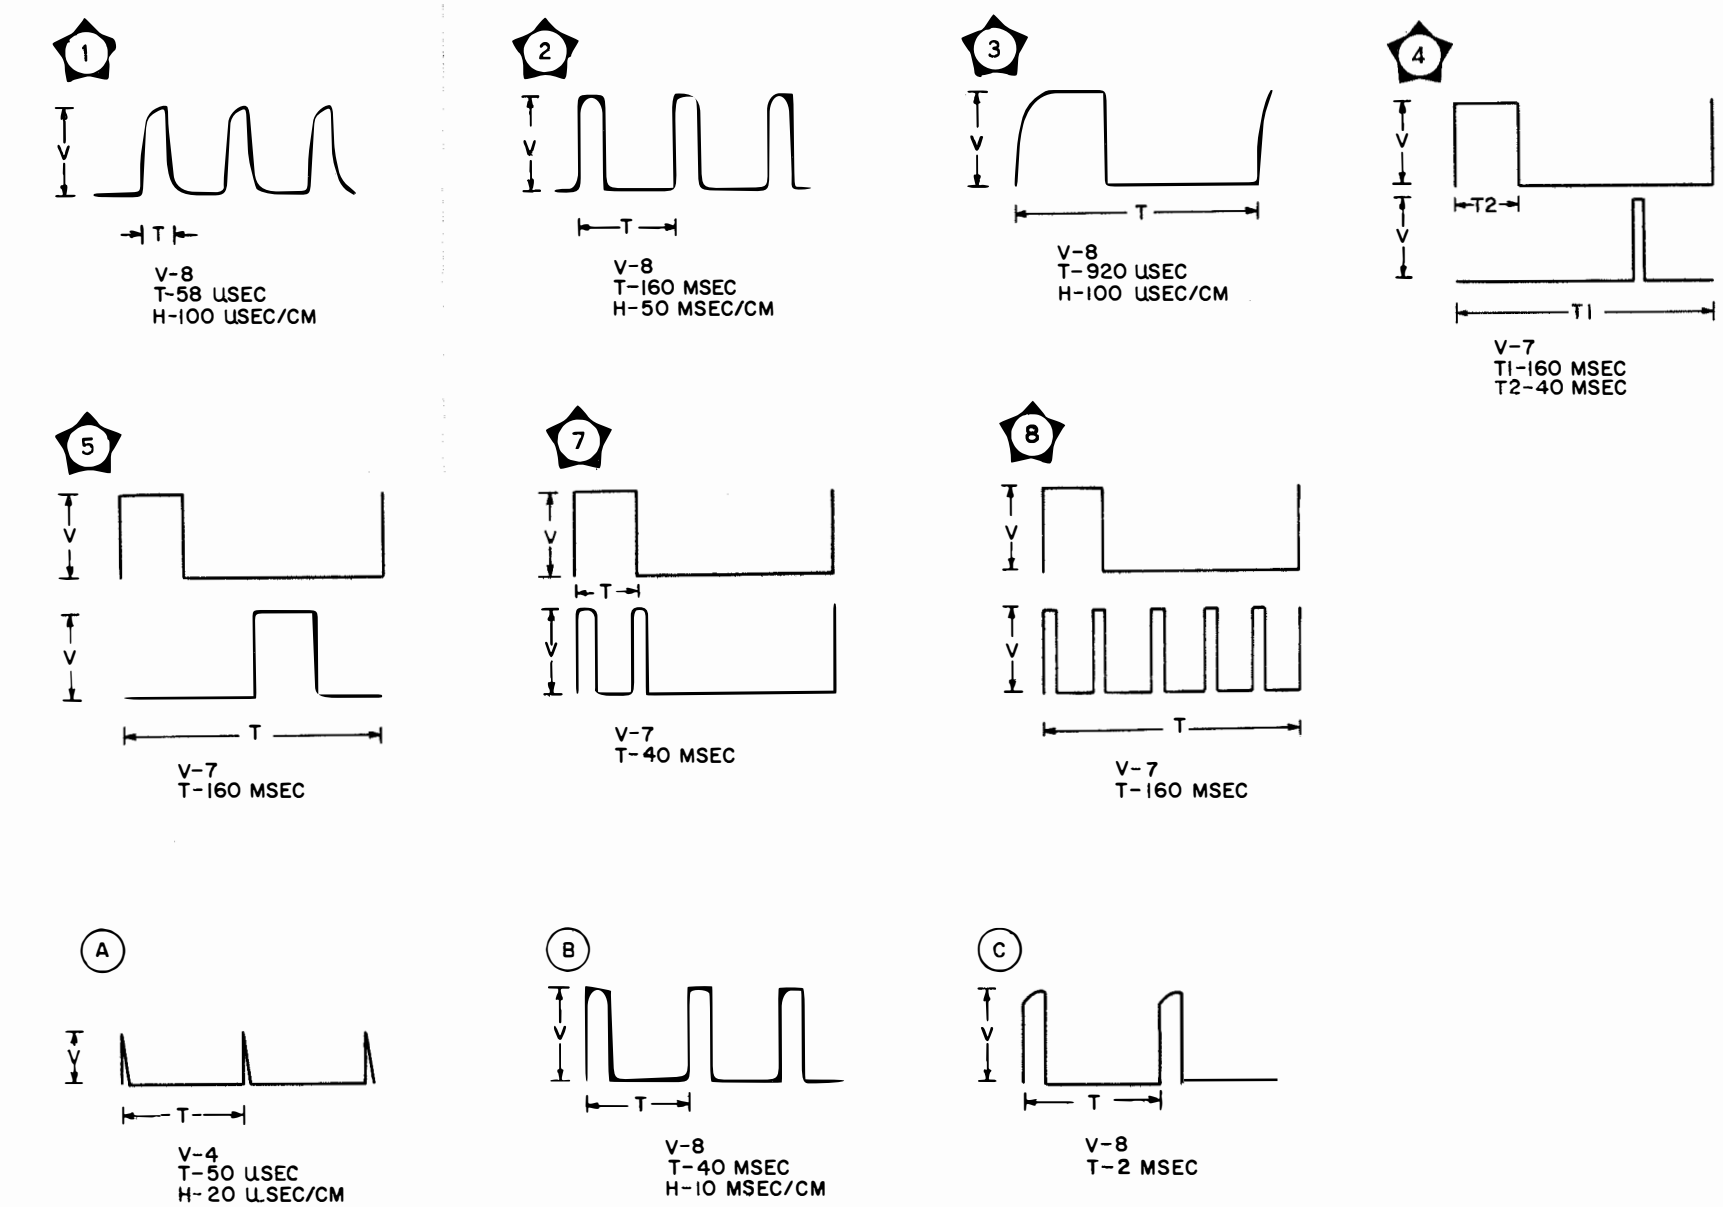 1
V
T
V-8
T-58 USEC
H-100 USEC/CM
2
V
T
V-8
T-160 MSEC
H-50 MSEC/CM
3
V
T
V-8
T-920 USEC
H-100 USEC/CM
4
V
T2
V
T1
V-7
T1-160 MSEC
T2-40 MSEC
5
V
V
T
V-7
T-160 MSEC
7
V
T
V
V-7
T-40 MSEC
8
V
V
T
V-7
T-160 MSEC
A
V
T
V-4
T-50 USEC
H-20 USEC/CM
B
V
T
V-8
T-40 MSEC
H-10 MSEC/CM
C
V
T
V-8
T-2 MSEC